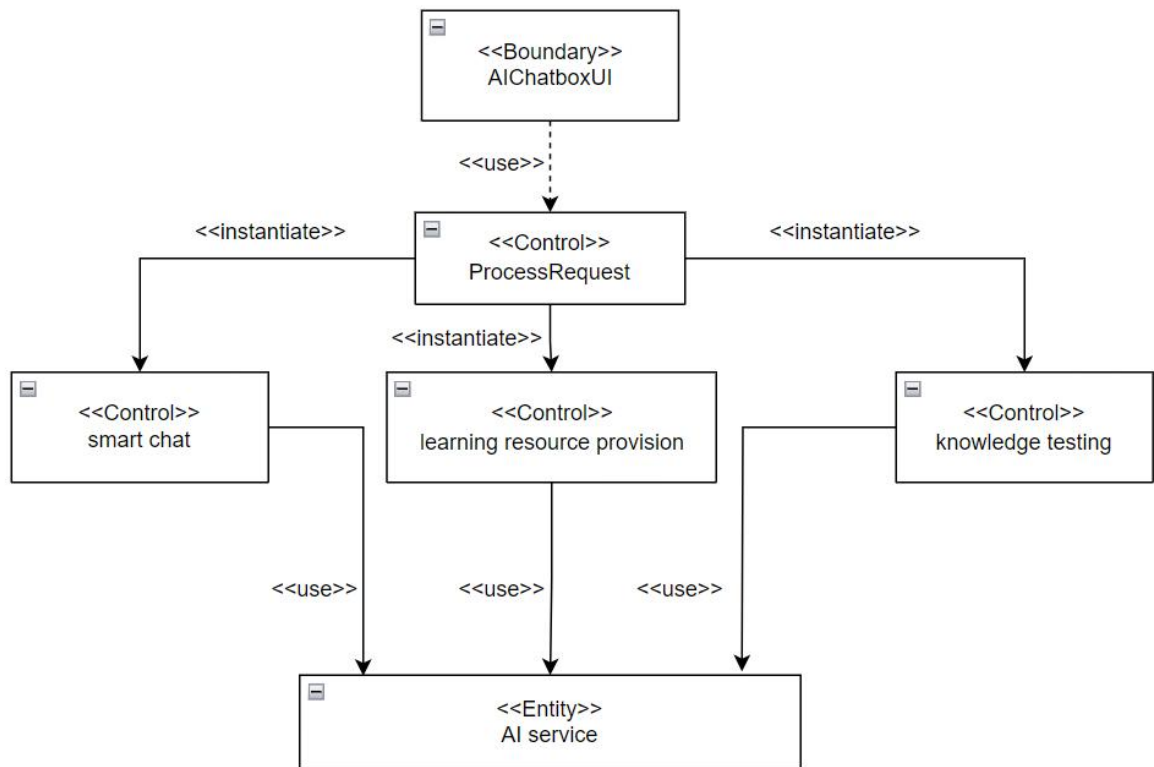 <<Boundary>>
AIChatboxUI
<<use>>
<<instantiate>>
<<instantiate>>
<<Control>>
ProcessRequest
<<instantiate>>
<<Control>>
smart chat
<<Control>>
learning resource provision
<<Control>>
knowledge testing
<<use>>
<<use>>
<<use>>
<<Entity>>
AI service